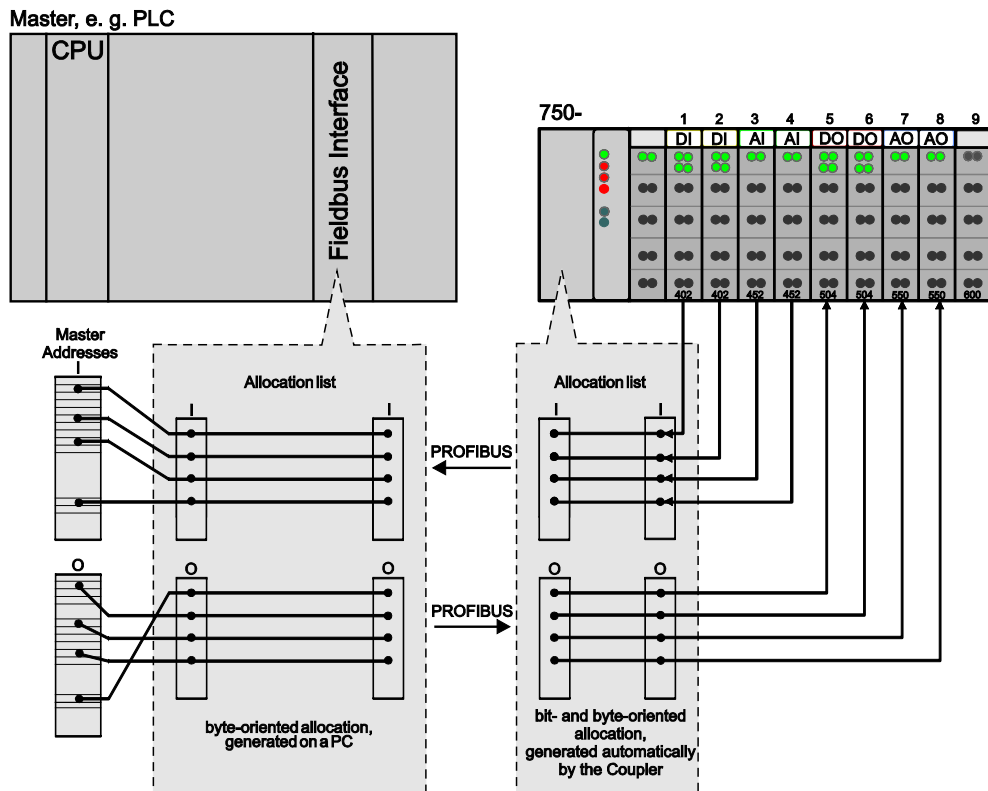 Master, e. g. PLC
CPU
Fieldbus Interface
750-
1 2 3 4 5 6 7 8 9
DI DI AI AI DO DO AO AO
402 402 452 452 504 504 550 550 600
Master
Addresses
I
Allocation list
I I
PROFIBUS
Allocation list
I I
O
O O
PROFIBUS
O O
byte-oriented allocation,
generated on a PC
bit- and byte-oriented
allocation,
generated automatically
by the Coupler